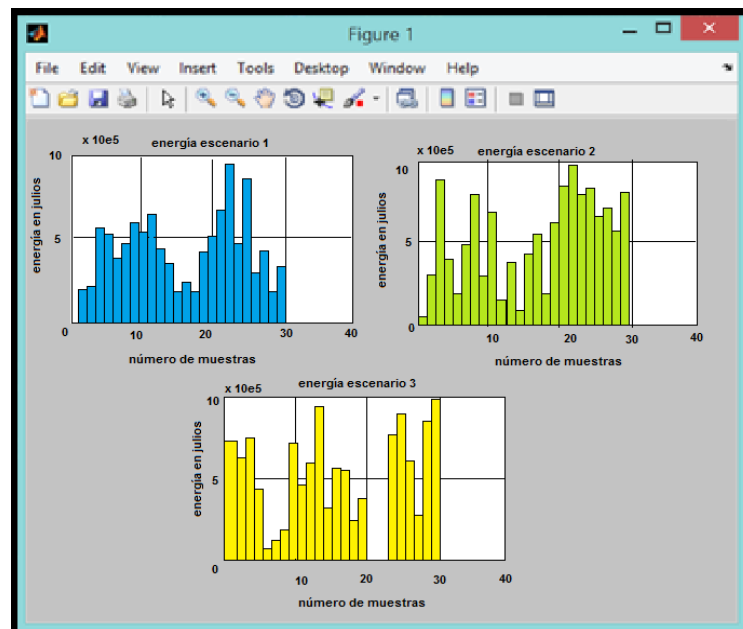 Figure 1
File Edit View Insert Tools Desktop Window Help
x 10e5
energía escenario 1
10
5
0
10
20
30
40
energía en julios
número de muestras
x 10e5
energía escenario 2
10
5
0
10
20
30
40
energía en julios
número de muestras
x 10e5
energía escenario 3
10
5
0
10
20
30
40
energía en julios
número de muestras